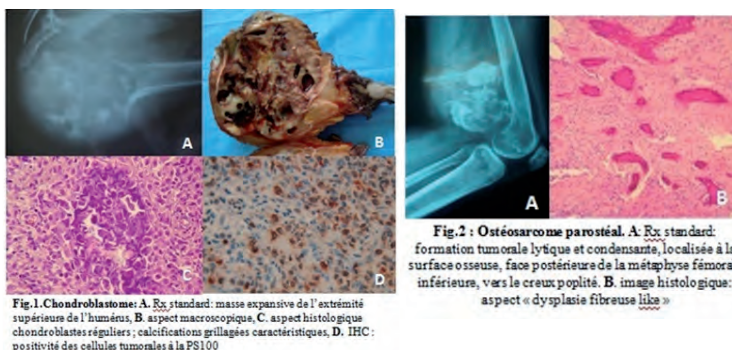 A
B
C
D
Fig.1.Chondroblastome: A. Rx standard: masse expansive de l'extrémité
supérieure de l'humérus, B. aspect macroscopique, C. aspect histologique
chondroblastes réguliers ; calcifications grillagées caractéristiques, D. IHC :
positivité des cellules tumorales à la PS100
A
B
Fig.2 : Ostéosarcome parostéal. A: Rx standard:
formation tumorale lytique et condensante, localisée à la
surface osseuse, face postérieure de la métaphyse fémora
inférieure, vers le creux poplité. B. image histologique:
aspect « dysplasie fibreuse like »